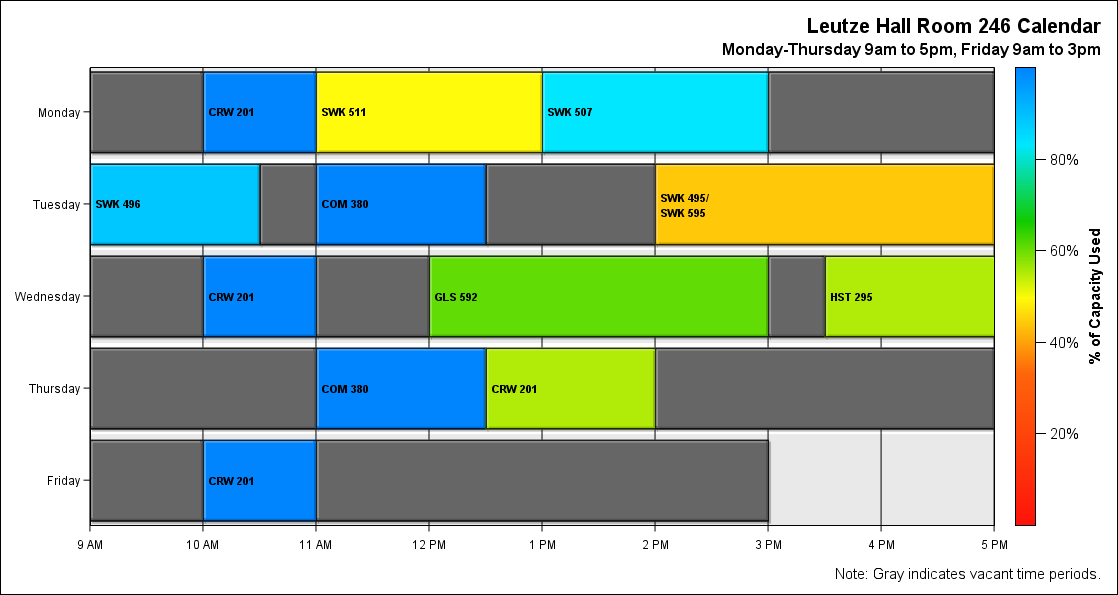 Leutze Hall Room 246 Calendar
Monday-Thursday 9am to 5pm, Friday 9am to 3pm
Monday
CRW 201
SWK 511
SWK 507
Tuesday
SWK 496
COM 380
SWK 495/
SWK 595
Wednesday
CRW 201
GLS 592
HST 295
Thursday
COM 380
CRW 201
Friday
CRW 201
9 AM
10 AM
11 AM
12 PM
1 PM
2 PM
3 PM
4 PM
5 PM
80%
60%
40%
20%
% of Capacity Used
Note: Gray indicates vacant time periods.